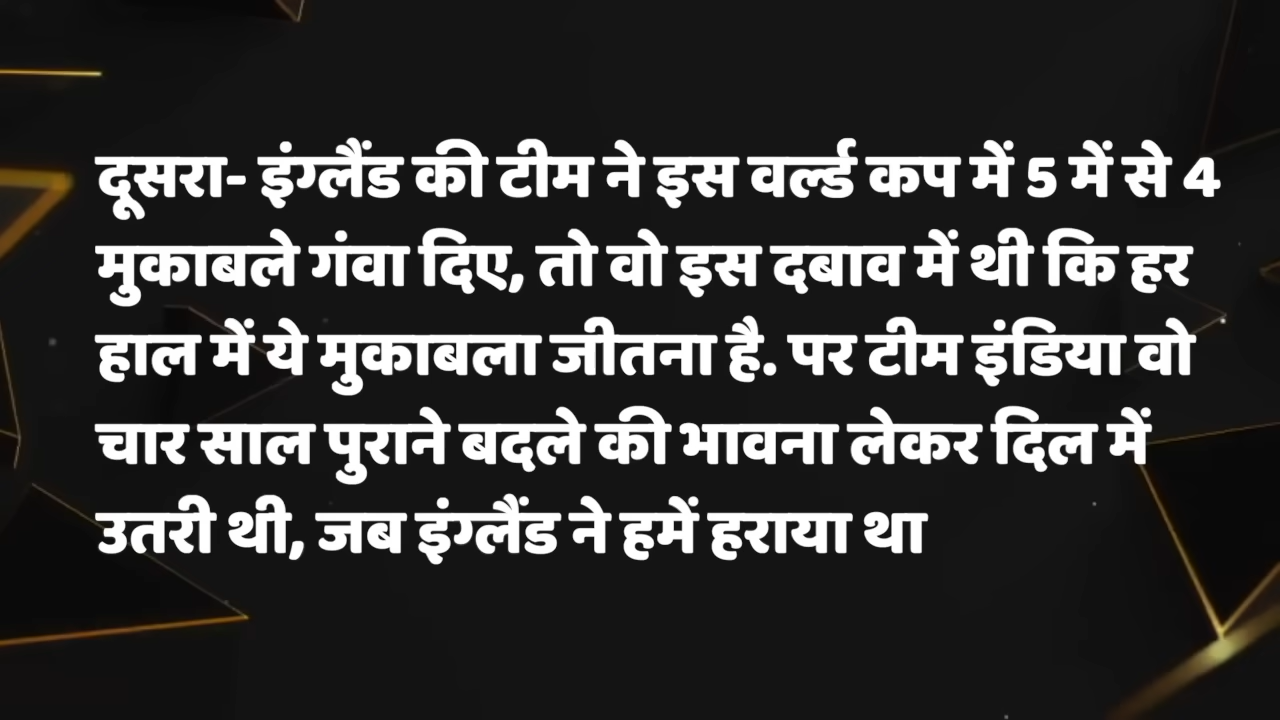 दूसरा- इंग्लैंड की टीम ने इस वर्ल्ड कप में 5 में से 4
मुकाबले गंवा दिए, तो वो इस दबाव में थी कि हर
हाल में ये मुकाबला जीतना है. पर टीम इंडिया वो
चार साल पुराने बदले की भावना लेकर दिल में
उतरी थी, जब इंग्लैंड ने हमें हराया था